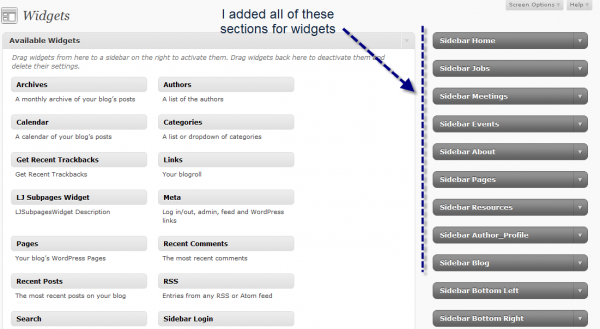 Screen Options Help
Widgets
I added all of these
sections for widgets
Available Widgets
Drag widgets from here to a sidebar on the right to activate them. Drag widgets back here to deactivate them and
delete their settings.
Archives Authors
A monthly archive of your blog's posts A list of the authors
Calendar Categories
A calendar of your blog's posts A list or dropdown of categories
Get Recent Trackbacks Links
Get Recent Trackbacks Your blogroll
LJ Subpages Widget Meta
LJSubpagesWidget Description Log in/out, admin, feed and WordPress
links
Pages Recent Comments
Your blog's WordPress Pages The most recent comments
Recent Posts RSS
The most recent posts on your blog Entries from any RSS or Atom feed
Search Sidebar Login
Sidebar Home
Sidebar Jobs
Sidebar Meetings
Sidebar Events
Sidebar About
Sidebar Pages
Sidebar Resources
Sidebar Author_Profile
Sidebar Blog
Sidebar Bottom Left
Sidebar Bottom Right